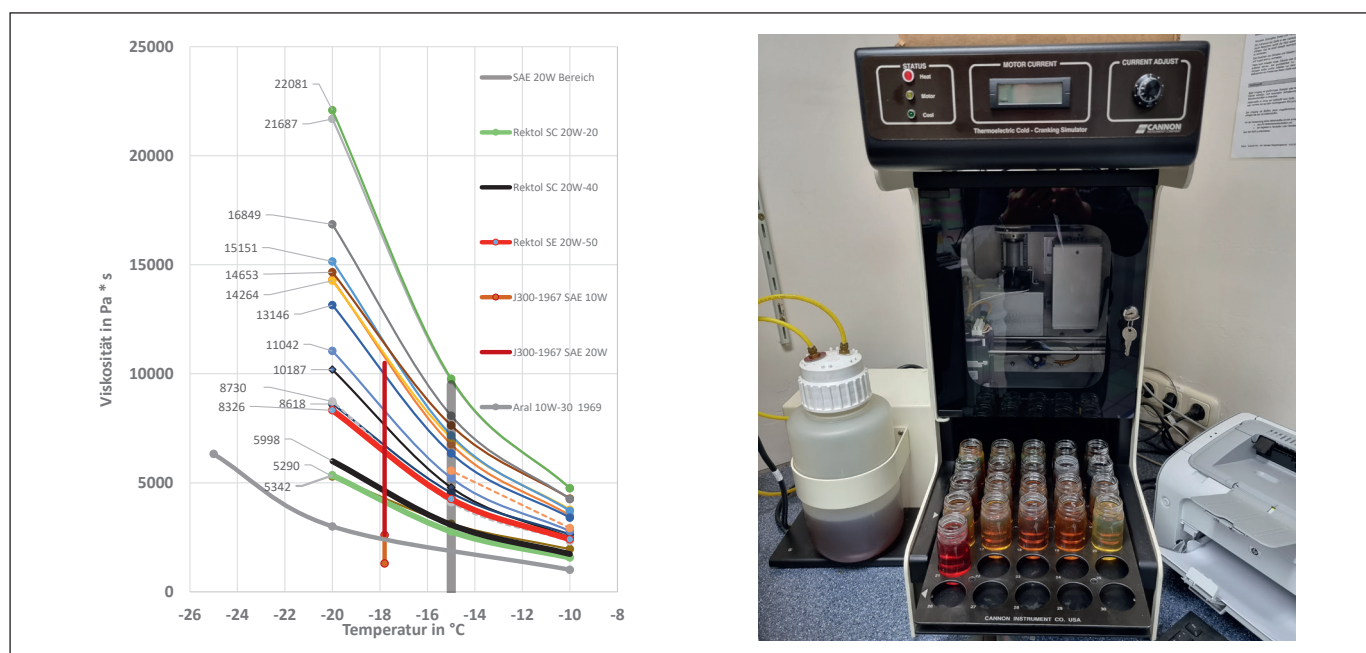 25000
20000
15000
10000
5000
0
Viskosität in Pa * s
-26
-24
-22
-20
-18
-16
-14
-12
-10
-8
Temperatur in °C
22081
21687
16849
15151
14653
14264
13146
11042
10187
8730
8618
8326
5998
5290
5342
SAE 20W Bereich
Rektol SC 20W-20
Rektol SC 20W-40
Rektol SE 20W-50
J300-1967 SAE 10W
J300-1967 SAE 20W
Aral 10W-30 1969
STATUS
Heat
Motor
Cool
MOTOR CURRENT
CURRENT ADJUST
Thermoelectric Cold - Cranking Simulator
CANNON
CANNON INSTRUMENT CO. USA